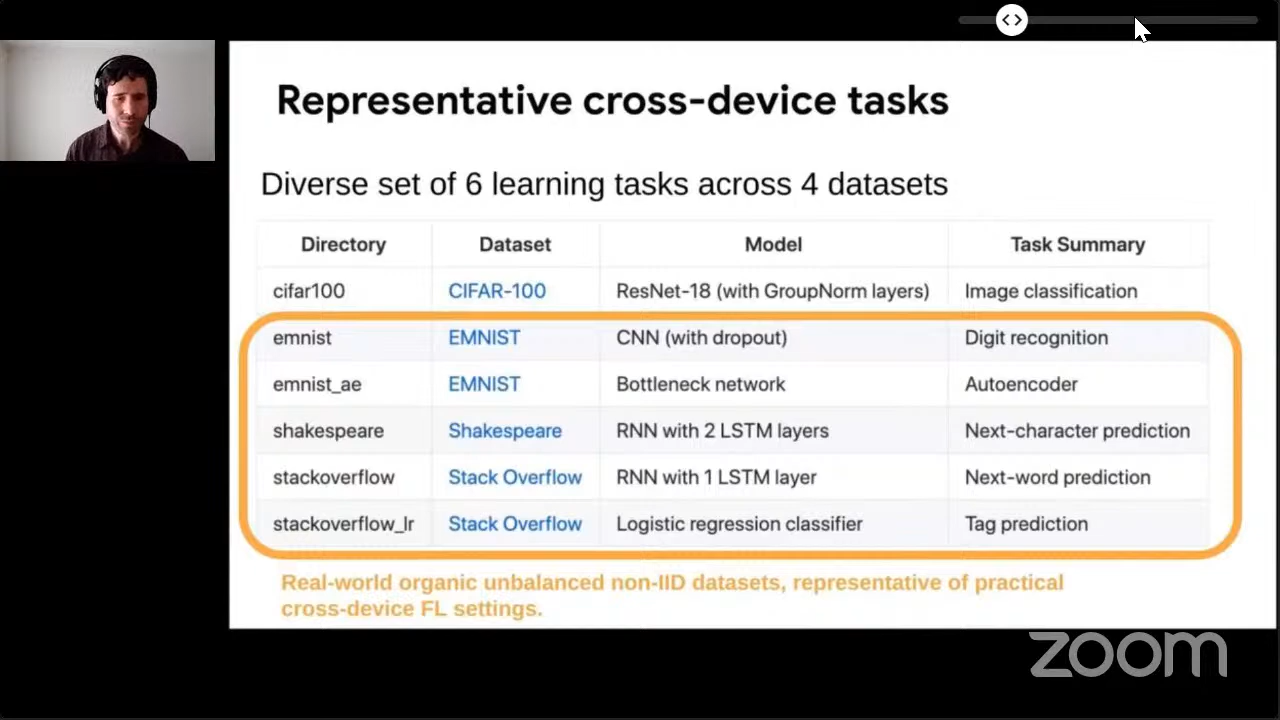 Representative cross-device tasks
Diverse set of 6 learning tasks across 4 datasets
Directory Dataset Model Task Summary
cifar100 CIFAR-100 ResNet-18 (with GroupNorm layers) Image classification
emnist EMNIST CNN (with dropout) Digit recognition
emnist_ae EMNIST Bottleneck network Autoencoder
shakespeare Shakespeare RNN with 2 LSTM layers Next-character prediction
stackoverflow Stack Overflow RNN with 1 LSTM layer Next-word prediction
stackoverflow_lr Stack Overflow Logistic regression classifier Tag prediction
Real-world organic unbalanced non-IID datasets, representative of practical
cross-device FL settings.
zoom